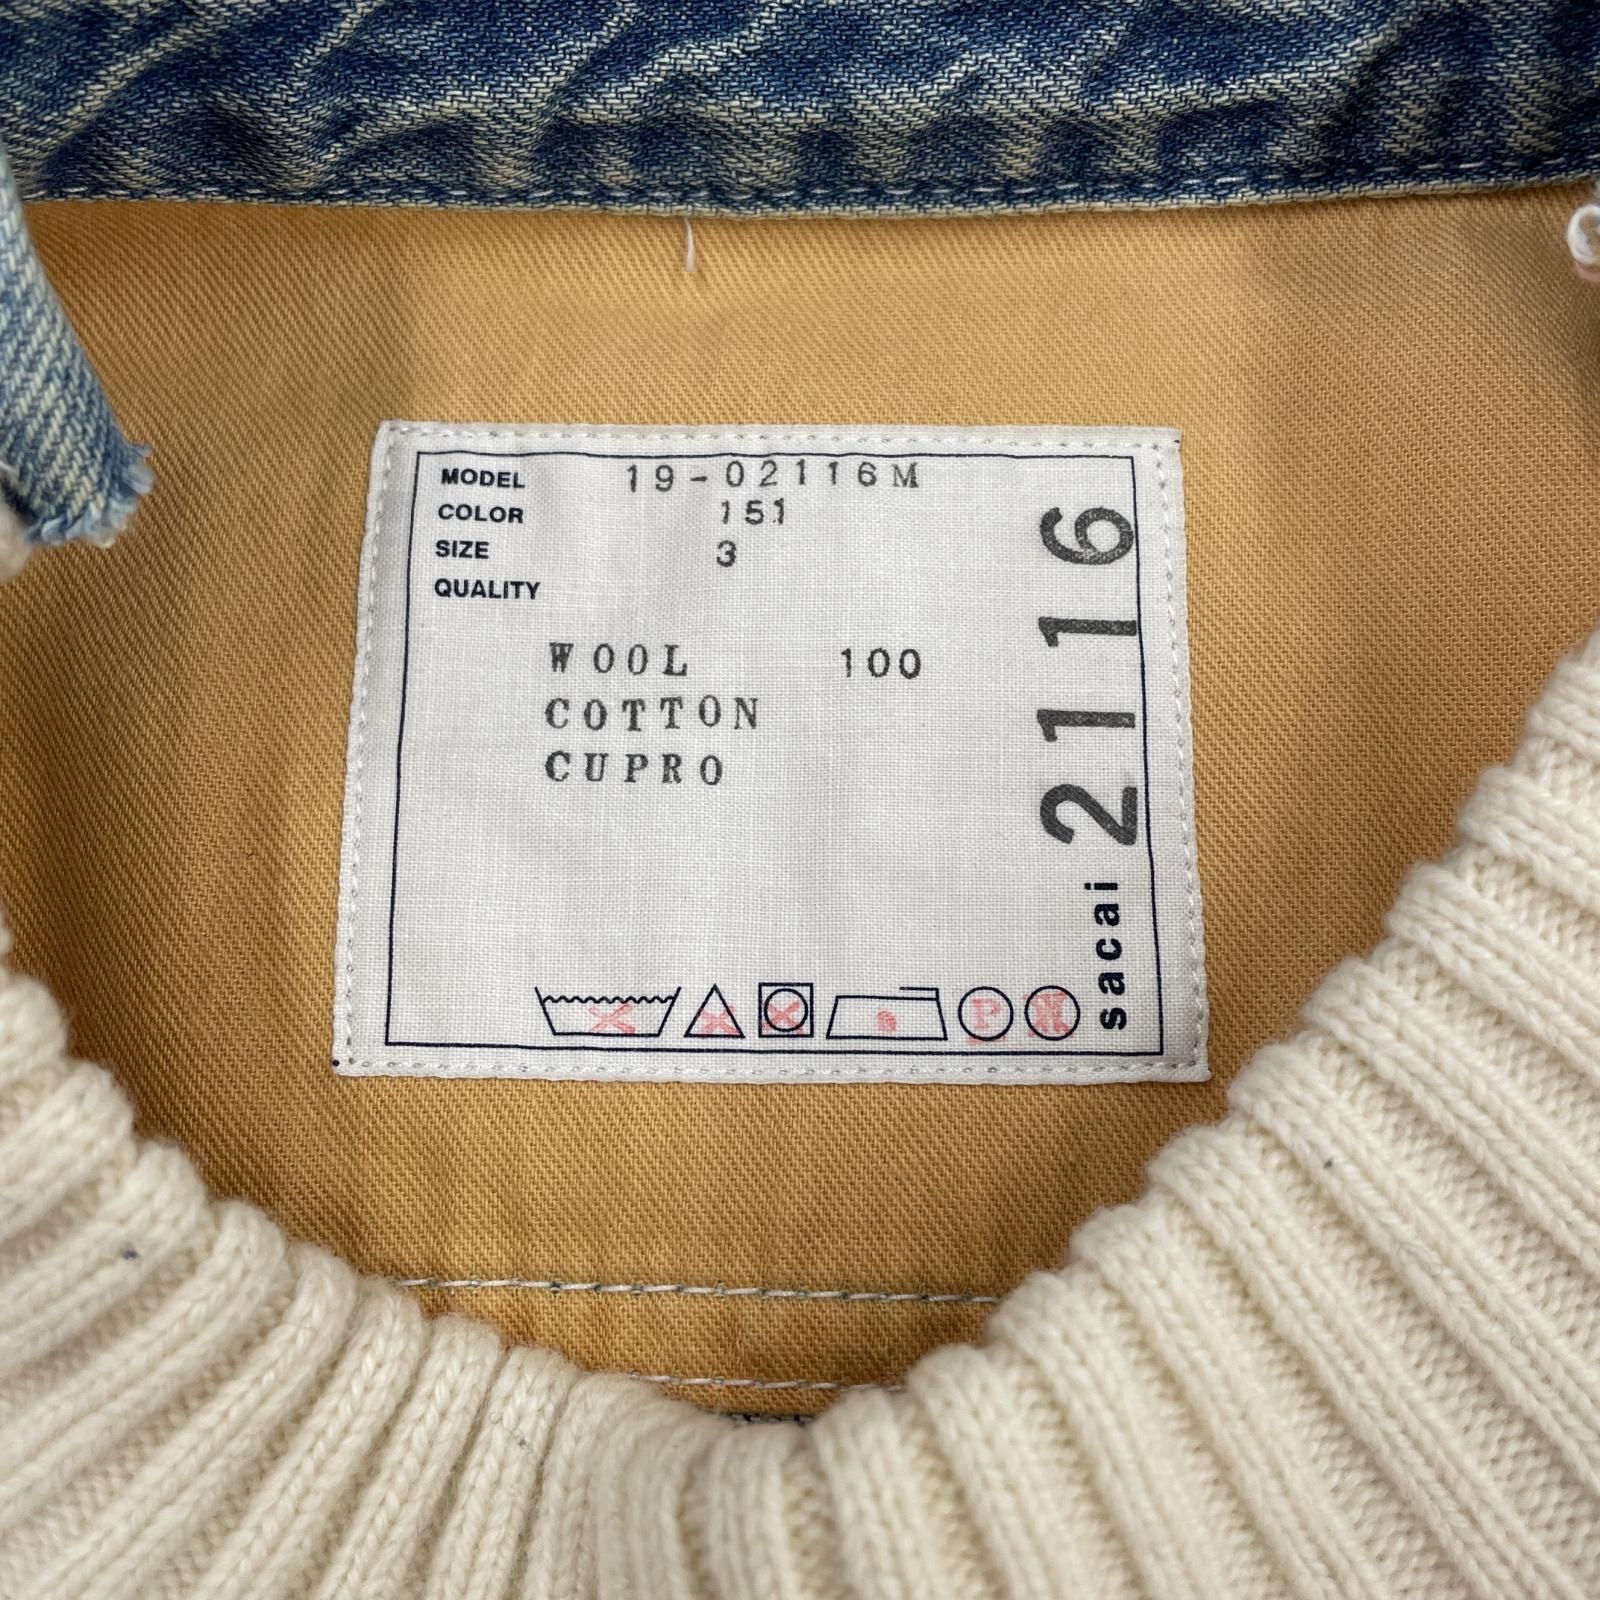 MODEL 19-02116M
COLOR 151
SIZE 3
QUALITY
WOOL 100
COTTON
CUPRO
P
sacai 2116